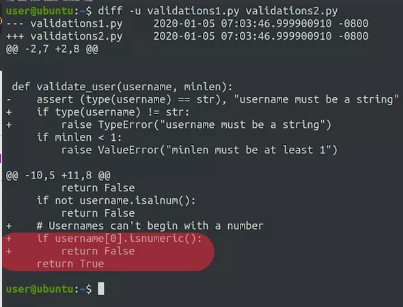 user@ubuntu:~$ diff -u validations1.py validations2.py
--- validations1.py     2020-01-05 07:03:46.999900910 -0800
+++ validations2.py     2020-01-05 07:03:46.999900910 -0800
@@ -2,7 +2,8 @@
 def validate_user(username, minlen):
-    assert (type(username) == str), "username must be a string"
+    if type(username) != str:
+        raise TypeError("username must be a string")
     if minlen < 1:
         raise ValueError("minlen must be at least 1")
@@ -10,5 +11,8 @@
         return False
     if not username.isalnum():
         return False
+    # Usernames can't begin with a number
+    if username[0].isnumeric():
+        return False
     return True
user@ubuntu:~$